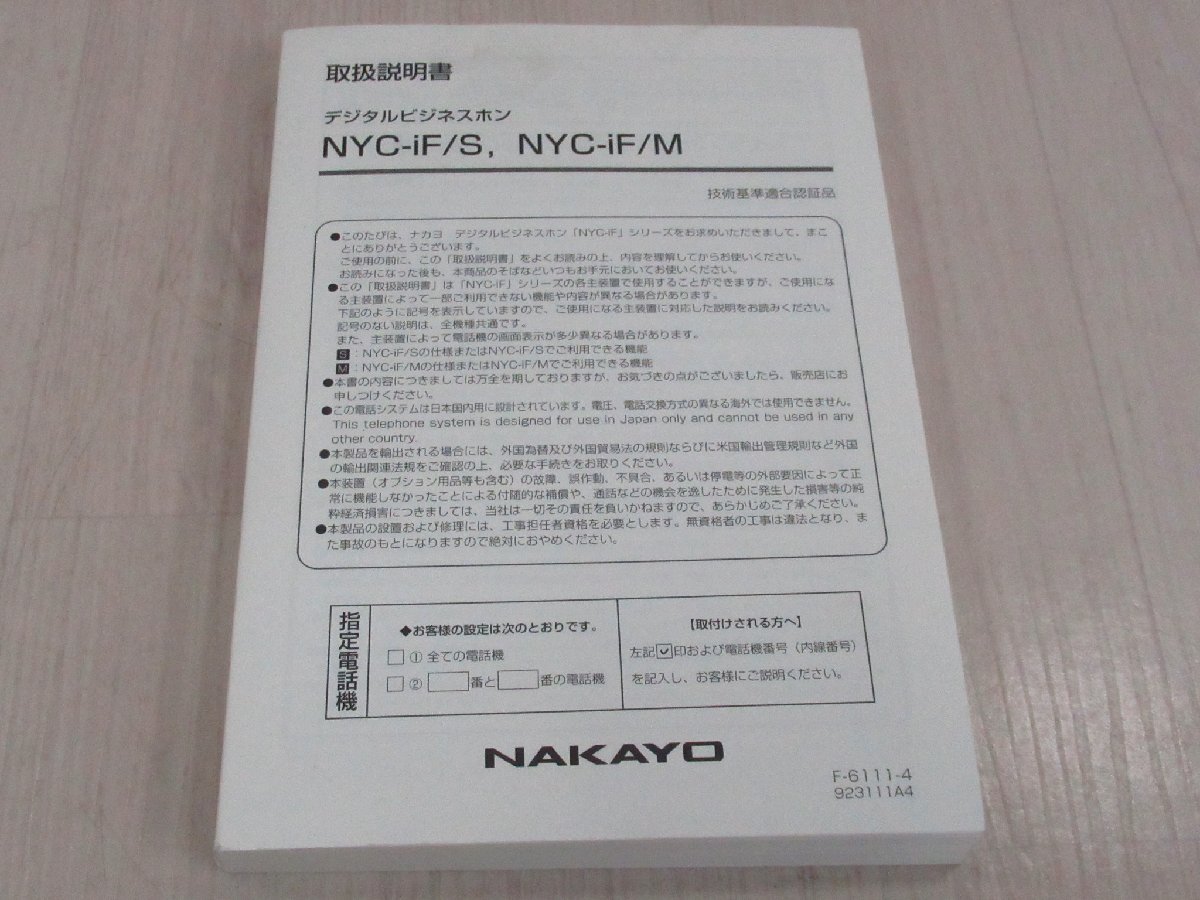 取扱説明書
デジタルビジネスホン
NYC-iF/S, NYC-iF/M
技術基準適合認証品
●このたびは、ナカヨ デジタルビジネスホン「NYC-iF」シリーズをお求めいただきまして、まこ
とにありがとうございます。
ご使用の前に、この「取扱説明書」をよくお読みの上、内容を理解してからお使いください。
お読みになった後も、本商品のそばなどいつもお手元においてお使いください。
●この「取扱説明書」は「NYC-iF」シリーズの各主装置で使用することができますが、ご使用にな
る主装置によって一部ご利用できない機能や内容が異なる場合があります。
下記のように記号を表示していますので、ご使用になる主装置に対応した説明をお読みください。
記号のない説明は、全機種共通です。
また、主装置によって電話機の画面表示が多少異なる場合があります。
S：NYC-iF/Sの仕様またはNYC-iF/Sでご利用できる機能
M：NYC-iF/Mの仕様またはNYC-iF/Mでご利用できる機能
●本書の内容につきましては万全を期しておりますが、お気づきの点がございましたら、販売店にお
申しつけください。
●この電話システムは日本国内用に設計されています。電圧、電話交換方式の異なる海外では使用できません。
This telephone system is designed for use in Japan only and cannot be used in any
other country.
●本製品を輸出される場合には、外国為替及び外国貿易法の規則ならびに米国輸出管理規則など外国
の輸出関連法規をご確認の上、必要な手続きをお取りください。
●本装置（オプション用品等も含む）の故障、誤作動、不具合、あるいは停電等の外部要因によって正
常に機能しなかったことによる付随的な補償や、通話などの機会を逸したために発生した損害等の純
粋経済損害につきましては、当社は一切その責任を負いかねますので、あらかじめご了承ください。
●本製品の設置および修理には、工事担任者資格を必要とします。無資格者の工事は違法となり、ま
た事故のもとになりますので絶対におやめください。
指定電話機
◆お客様の設定は次のとおりです。
□ ① 全ての電話機
□ ② 番と 番の電話機
【取付けされる方へ】
左記☑印および電話機番号（内線番号）
を記入し、お客様にご説明ください。
NAKAYO
F-6111-4
923111A4